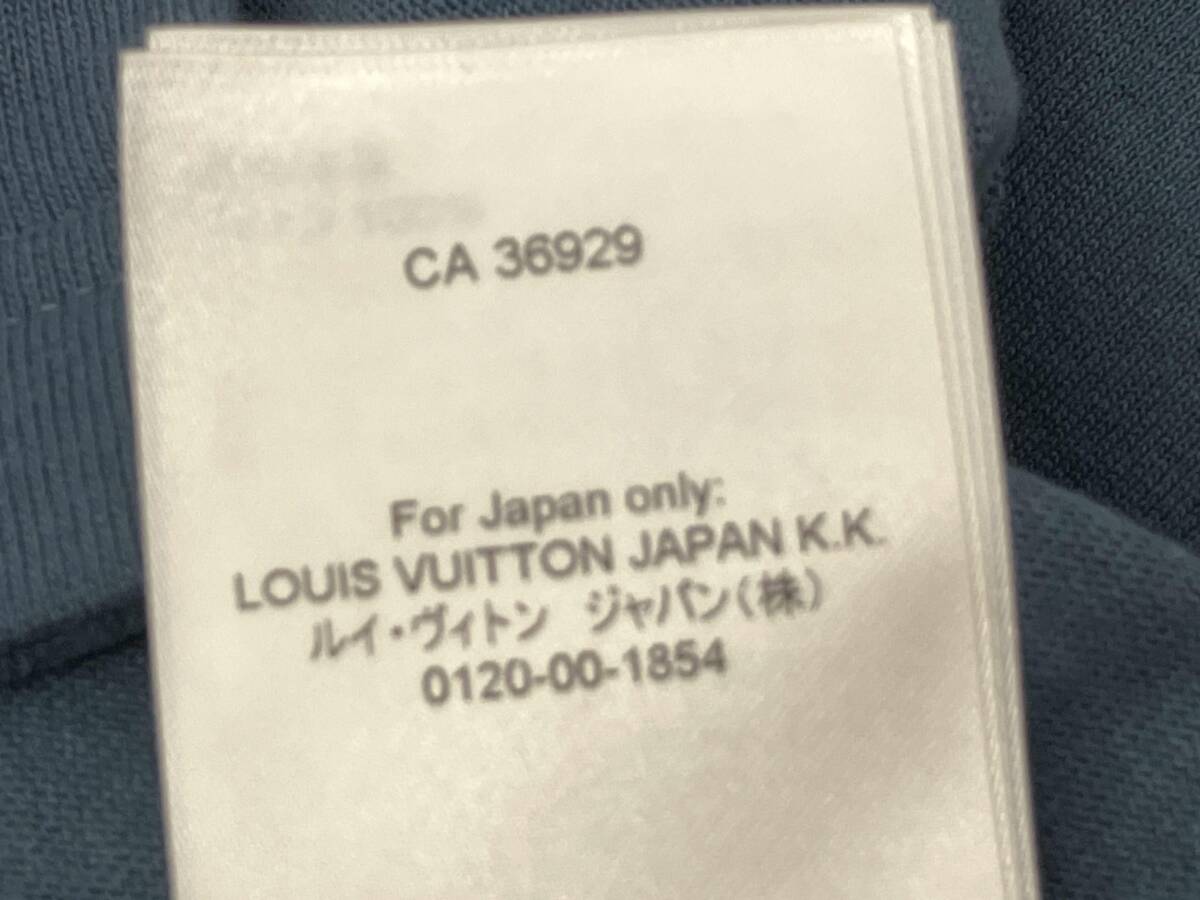 CA 36929
For Japan only:
LOUIS VUITTON JAPAN K.K.
ルイ・ヴィトン ジャパン(株)
0120-00-1854